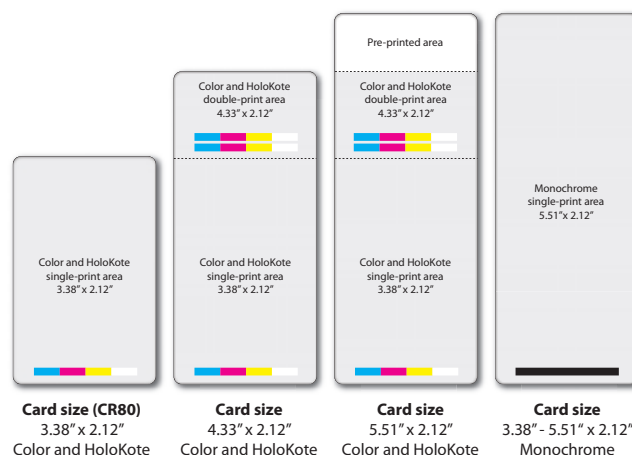 Color and HoloKote
single-print area
3.38” x 2.12”
Card size (CR80)
3.38” x 2.12”
Color and HoloKote
Color and HoloKote
double-print area
4.33” x 2.12”
Color and HoloKote
single-print area
3.38” x 2.12”
Card size
4.33” x 2.12”
Color and HoloKote
Pre-printed area
Color and HoloKote
double-print area
4.33” x 2.12”
Color and HoloKote
single-print area
3.38” x 2.12”
Card size
5.51” x 2.12”
Color and HoloKote
Monochrome
single-print area
5.51”x 2.12”
Card size
3.38” - 5.51“ x 2.12”
Monochrome